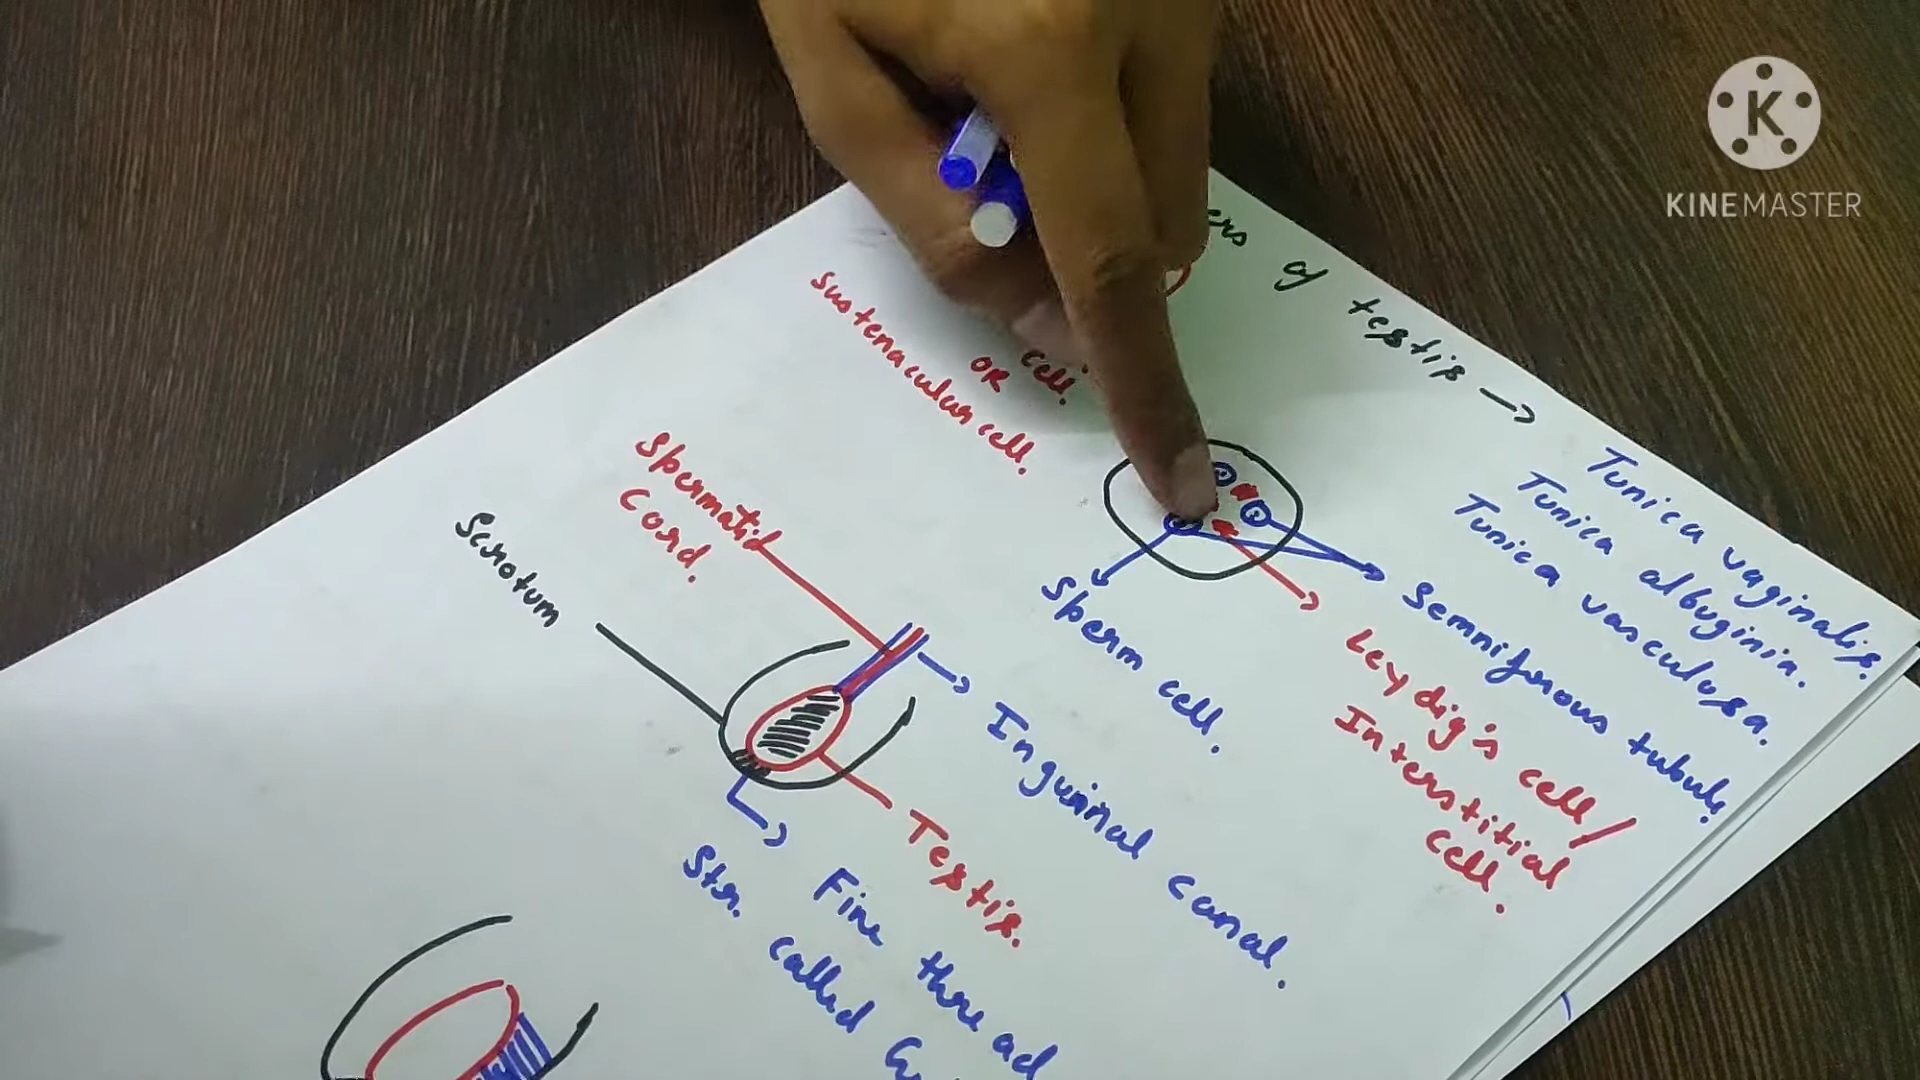 of testis →
Tunica vaginalis.
Tunica albuginia.
Tunica vasculosa.
cell.
OR
Sustenacular cell.
Semniferous tubule
Leydig's cell/
Interstitial
cell.
Sperm cell.
Spermatid
Cord.
Scrotum
Inguinal canal.
Testis.
Fine thread
Str. called
KINEMASTER